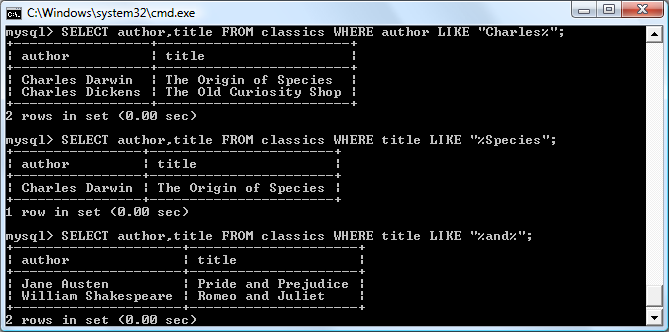 C:\Windows\system32\cmd.exe
mysql> SELECT author,title FROM classics WHERE author LIKE "Charles%";
+-----------------+------------------------+
| author          | title                  |
+-----------------+------------------------+
| Charles Darwin  | The Origin of Species  |
| Charles Dickens | The Old Curiosity Shop |
+-----------------+------------------------+
2 rows in set (0.00 sec)
mysql> SELECT author,title FROM classics WHERE title LIKE "%Species";
+----------------+-----------------------+
| author         | title                 |
+----------------+-----------------------+
| Charles Darwin | The Origin of Species |
+----------------+-----------------------+
1 row in set (0.00 sec)
mysql> SELECT author,title FROM classics WHERE title LIKE "%and%";
+---------------------+---------------------+
| author              | title               |
+---------------------+---------------------+
| Jane Austen         | Pride and Prejudice |
| William Shakespeare | Romeo and Juliet    |
+---------------------+---------------------+
2 rows in set (0.00 sec)